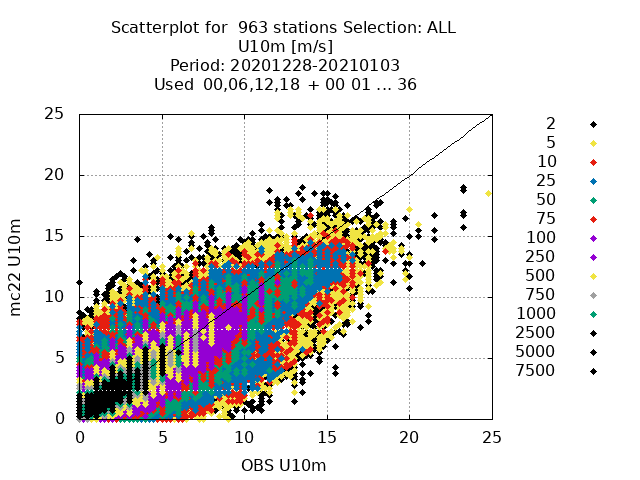 Scatterplot for  963 stations Selection: ALL
U10m [m/s]
Period: 20201228-20210103
Used  00,06,12,18  + 00 01 ... 36
25
20
15
10
5
0
mc22 U10m
0 5 10 15 20 25
OBS U10m
2
5
10
25
50
75
100
250
500
750
1000
2500
5000
7500